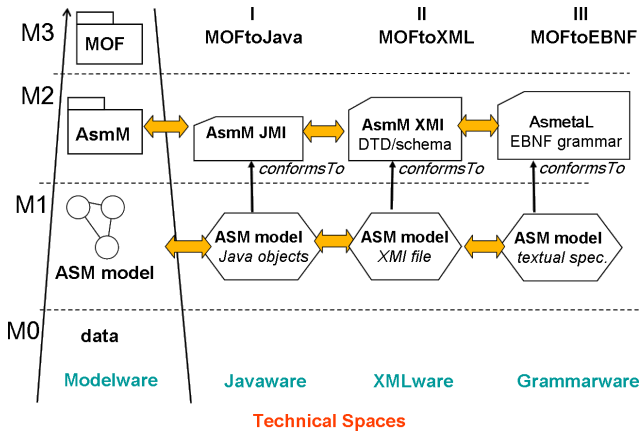 M3
MOF
I
MOFtoJava
II
MOFtoXML
III
MOFtoEBNF
M2
AsmM
AsmM JMI
AsmM XMI
DTD/schema
AsmetaL
EBNF grammar
conformsTo
conformsTo
conformsTo
M1
ASM model
ASM model
Java objects
ASM model
XMI file
ASM model
textual spec.
M0
data
Modelware
Javaware
XMLware
Grammarware
Technical Spaces